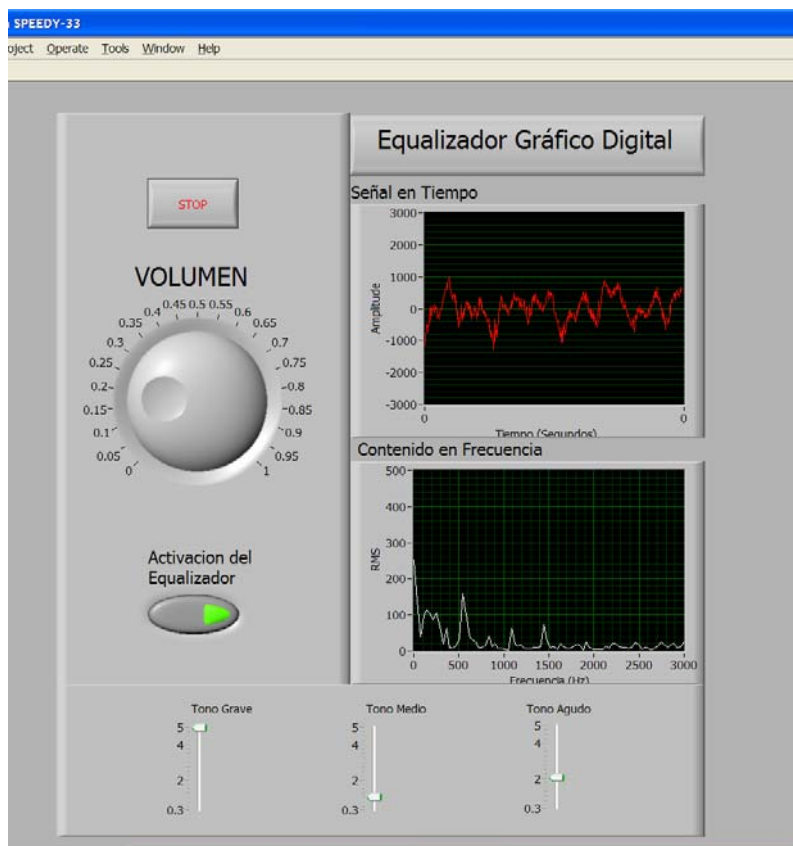 SPEEDY-33
oject Operate Tools Window Help
Equalizador Gráfico Digital
STOP
Señal en Tiempo
VOLUMEN
0 0.05 0.1 0.15 0.2 0.25 0.3 0.35 0.4 0.45 0.5 0.55 0.6 0.65 0.7 0.75 0.8 0.85 0.9 0.95 1
Amplitude
3000
2000
1000
0
-1000
-2000
-3000
0 0
Tiempo (Segundos)
Contenido en Frecuencia
RMS
500
400
300
200
100
0
0 500 1000 1500 2000 2500 3000
Frecuencia (Hz)
Activacion del
Equalizador
Tono Grave
5
4
2
0.3
Tono Medio
5
4
2
0.3
Tono Agudo
5
4
2
0.3